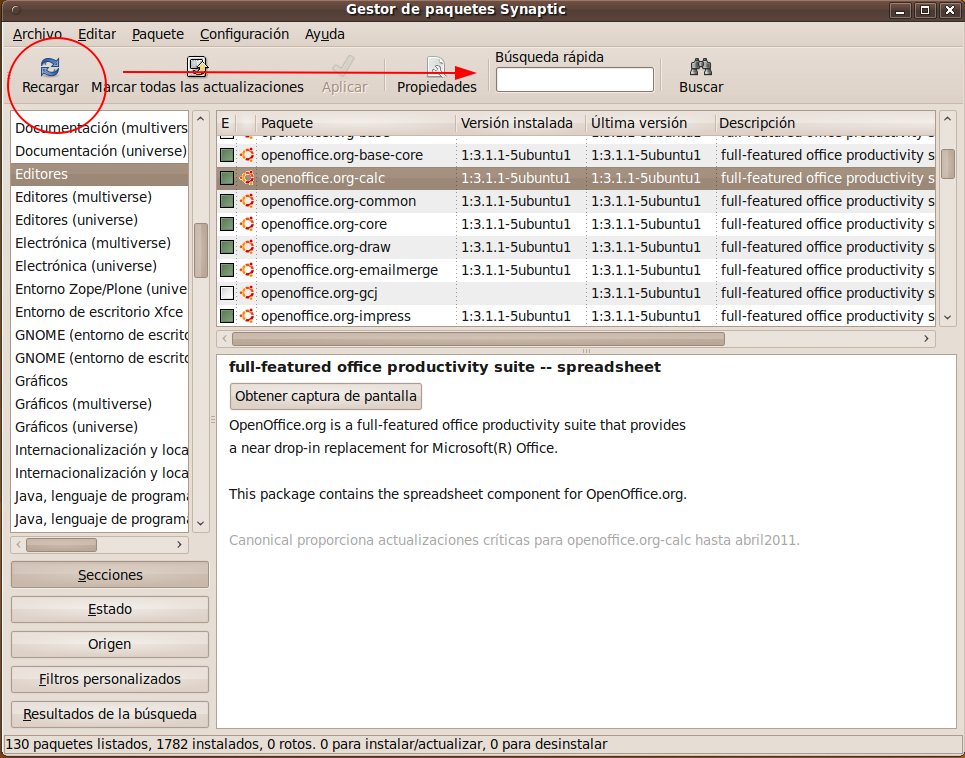 Gestor de paquetes Synaptic
Archivo Editar Paquete Configuración Ayuda
Recargar Marcar todas las actualizaciones Aplicar Propiedades Búsqueda rápida Buscar
Documentación (multivers
Documentación (universe)
Editores
Editores (multiverse)
Editores (universe)
Electrónica (multiverse)
Electrónica (universe)
Entorno Zope/Plone (unive
Entorno de escritorio Xfce
GNOME (entorno de escrito
GNOME (entorno de escrito
Gráficos
Gráficos (multiverse)
Gráficos (universe)
Internacionalización y loca
Internacionalización y loca
Java, lenguaje de programa
Java, lenguaje de programa
Secciones
Estado
Origen
Filtros personalizados
Resultados de la búsqueda
E Paquete Versión instalada Última versión Descripción
openoffice.org-base-core 1:3.1.1-5ubuntu1 1:3.1.1-5ubuntu1 full-featured office productivity s
openoffice.org-calc 1:3.1.1-5ubuntu1 1:3.1.1-5ubuntu1 full-featured office productivity s
openoffice.org-common 1:3.1.1-5ubuntu1 1:3.1.1-5ubuntu1 full-featured office productivity s
openoffice.org-core 1:3.1.1-5ubuntu1 1:3.1.1-5ubuntu1 full-featured office productivity s
openoffice.org-draw 1:3.1.1-5ubuntu1 1:3.1.1-5ubuntu1 full-featured office productivity s
openoffice.org-emailmerge 1:3.1.1-5ubuntu1 1:3.1.1-5ubuntu1 full-featured office productivity s
openoffice.org-gcj 1:3.1.1-5ubuntu1 full-featured office productivity s
openoffice.org-impress 1:3.1.1-5ubuntu1 1:3.1.1-5ubuntu1 full-featured office productivity s
full-featured office productivity suite -- spreadsheet
Obtener captura de pantalla
OpenOffice.org is a full-featured office productivity suite that provides
a near drop-in replacement for Microsoft(R) Office.
This package contains the spreadsheet component for OpenOffice.org.
Canonical proporciona actualizaciones críticas para openoffice.org-calc hasta abril2011.
130 paquetes listados, 1782 instalados, 0 rotos. 0 para instalar/actualizar, 0 para desinstalar